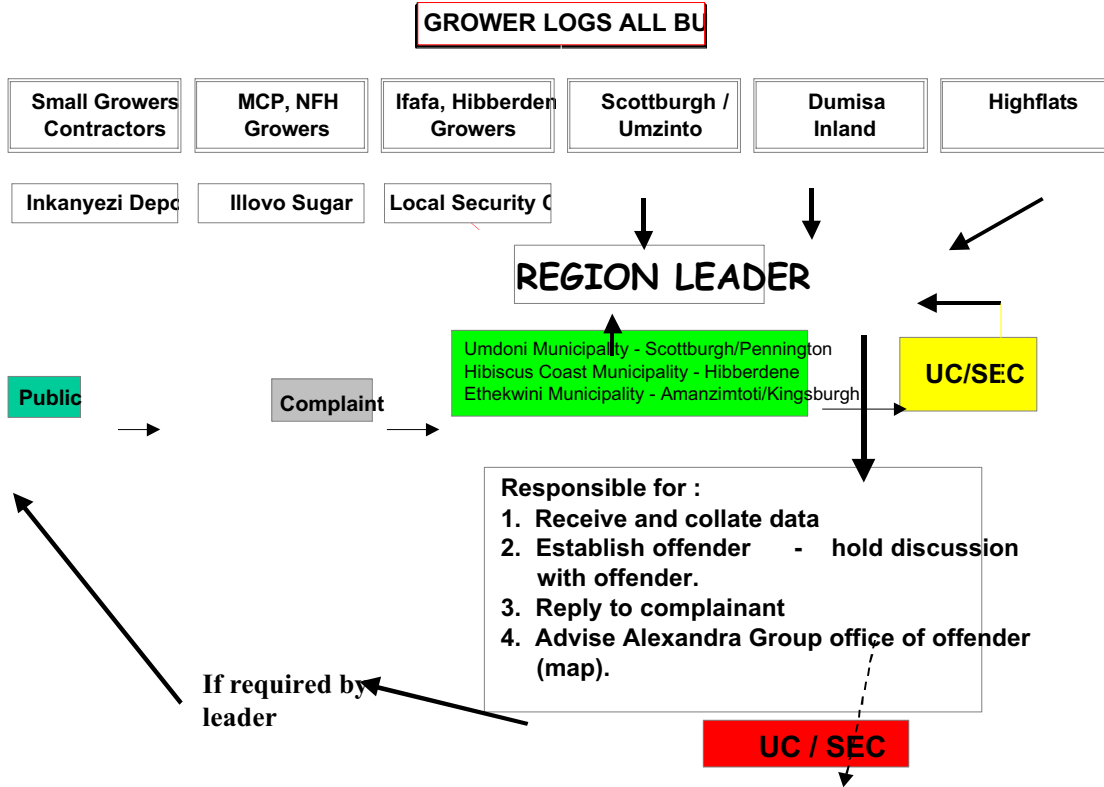 GROWER LOGS ALL BU
Small Growers
Contractors
MCP, NFH
Growers
Ifafa, Hibberden
Growers
Scottburgh /
Umzinto
Dumisa
Inland
Highflats
Inkanyezi Depo
Illovo Sugar
Local Security C
REGION LEADER
Umdoni Municipality - Scottburgh/Pennington
Hibiscus Coast Municipality - Hibberdene
Ethekwini Municipality - Amanzimtoti/Kingsburgh
UC/SEC
Public
Complaint
Responsible for :
1. Receive and collate data
2. Establish offender - hold discussion
with offender.
3. Reply to complainant
4. Advise Alexandra Group office of offender
(map).
If required by
leader
UC / SEC